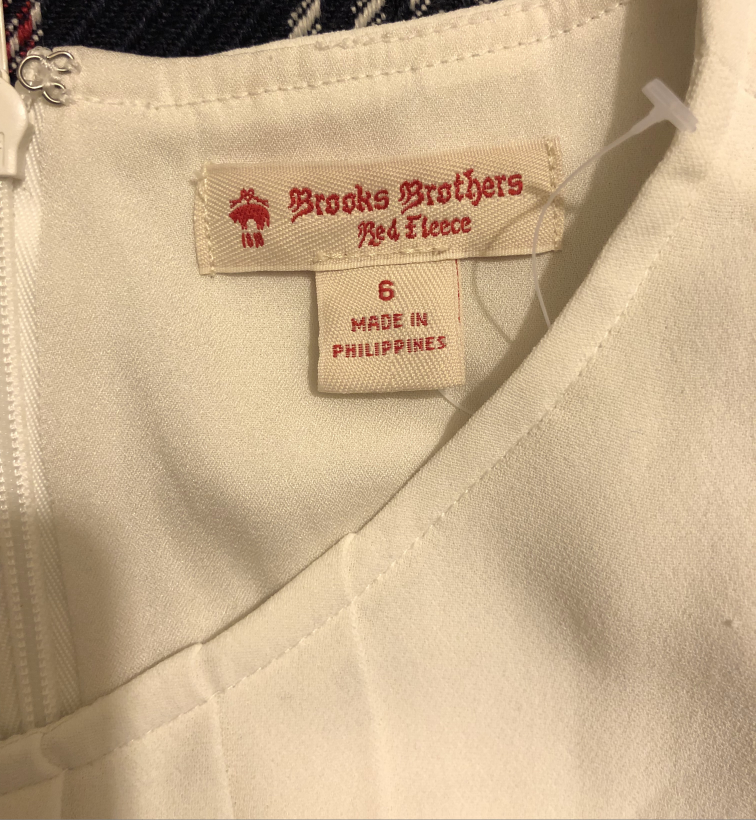 Brooks Brothers
Red Fleece
6
MADE IN
PHILIPPINES